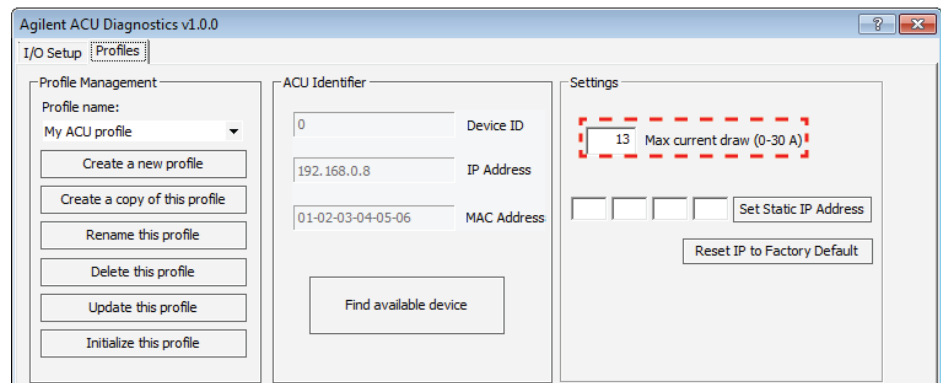 Agilent ACU Diagnostics v1.0.0
I/O Setup Profiles
Profile Management
Profile name:
My ACU profile
Create a new profile
Create a copy of this profile
Rename this profile
Delete this profile
Update this profile
Initialize this profile
ACU Identifier
0 Device ID
192.168.0.8 IP Address
01-02-03-04-05-06 MAC Address
Find available device
Settings
13 Max current draw (0-30 A)
Set Static IP Address
Reset IP to Factory Default